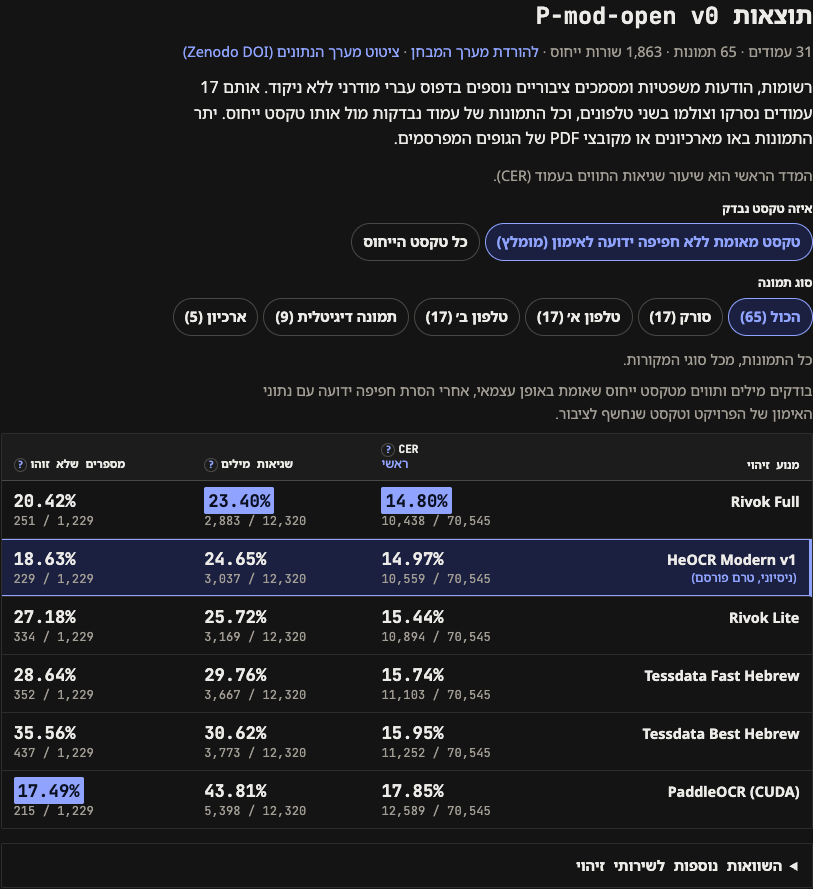 תוצאות P-mod-open v0
31 עמודים · 65 תמונות · 1,863 שורות ייחוס · להורדת מערך המבחן · ציטוט מערך הנתונים (Zenodo DOI)
רשומות, הודעות משפטיות ומסמכים ציבוריים נוספים בדפוס עברי מודרני ללא ניקוד. אותם 17
עמודים נסרקו וצולמו בשני טלפונים, וכל התמונות של עמוד נבדקות מול אותו טקסט ייחוס. יתר
התמונות באו מארכיונים או מקובצי PDF של הגופים המפרסמים.
המדד הראשי הוא שיעור שגיאות התווים בעמוד (CER).
איזה טקסט נבדק
טקסט מאומת ללא חפיפה ידועה לאימון (מומלץ) כל טקסט הייחוס
סוג תמונה
הכול (65) סורק (17) טלפון א׳ (17) טלפון ב׳ (17) תמונה דיגיטלית (9) ארכיון (5)
כל התמונות, מכל סוגי המקורות.
בודקים מילים ותווים מטקסט ייחוס שאומת באופן עצמאי, אחרי הסרת חפיפה ידועה עם נתוני
האימון של הפרויקט וטקסט שנחשף לציבור.
מנוע זיהוי CER ? ראשי שגיאות מילים ? מספרים שלא זוהו ?
Rivok Full 14.80% 23.40% 20.42%
10,438 / 70,545 2,883 / 12,320 251 / 1,229
HeOCR Modern v1 14.97% 24.65% 18.63%
(ניסיוני, טרם פורסם) 10,559 / 70,545 3,037 / 12,320 229 / 1,229
Rivok Lite 15.44% 25.72% 27.18%
10,894 / 70,545 3,169 / 12,320 334 / 1,229
Tessdata Fast Hebrew 15.74% 29.76% 28.64%
11,103 / 70,545 3,667 / 12,320 352 / 1,229
Tessdata Best Hebrew 15.95% 30.62% 35.56%
11,252 / 70,545 3,773 / 12,320 437 / 1,229
PaddleOCR (CUDA) 17.85% 43.81% 17.49%
12,589 / 70,545 5,398 / 12,320 215 / 1,229
◀ השוואות נוספות לשירותי זיהוי